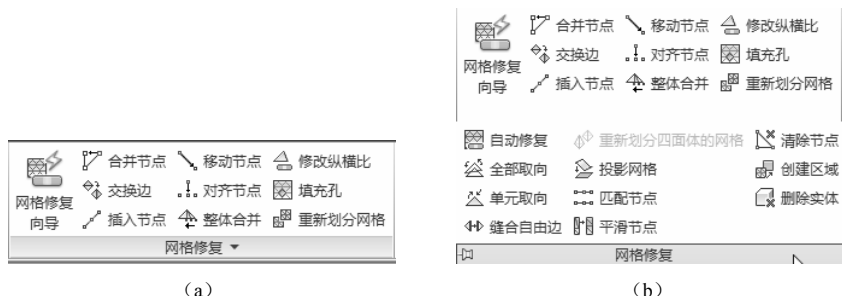 网格修复
向导
合并节点 移动节点 修改纵横比
交换边 对齐节点 填充孔
插入节点 整体合并 重新划分网格
网格修复
(a)
网格修复
向导
合并节点 移动节点 修改纵横比
交换边 对齐节点 填充孔
插入节点 整体合并 重新划分网格
自动修复 重新划分四面体的网格 清除节点
全部取向 投影网格 创建区域
单元取向 匹配节点 删除实体
缝合自由边 平滑节点
网格修复
(b)